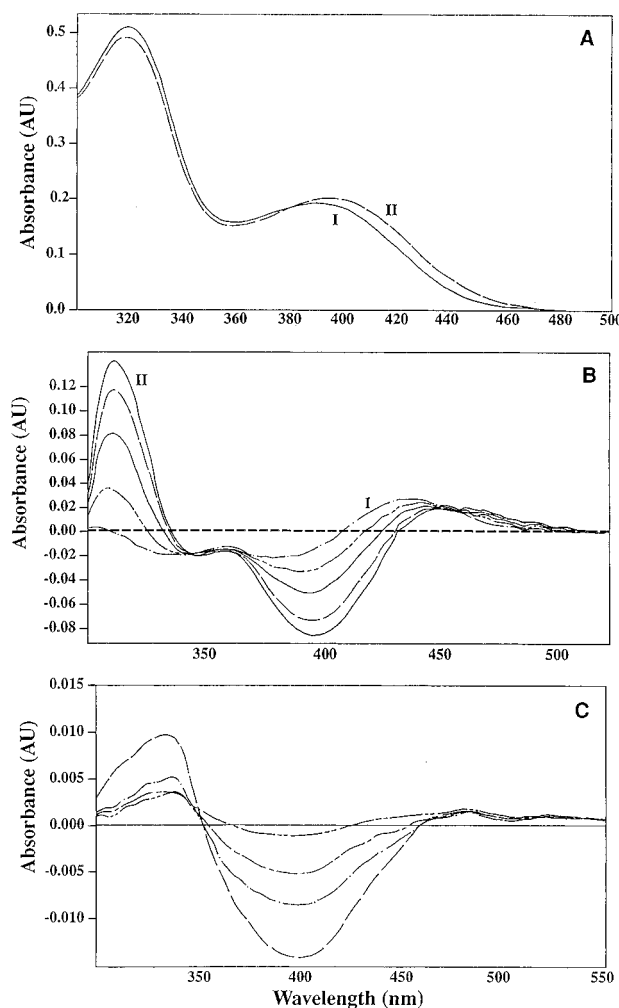 A
Absorbance (AU)
0.5
0.4
0.3
0.2
0.1
0.0
I
II
320 340 360 380 400 420 440 460 480 500
B
Absorbance (AU)
0.12
0.10
0.08
0.06
0.04
0.02
0.00
-0.02
-0.04
-0.06
-0.08
II
I
350 400 450 500
C
Absorbance (AU)
0.015
0.010
0.005
0.000
-0.005
-0.010
350 400 450 500 550
Wavelength (nm)